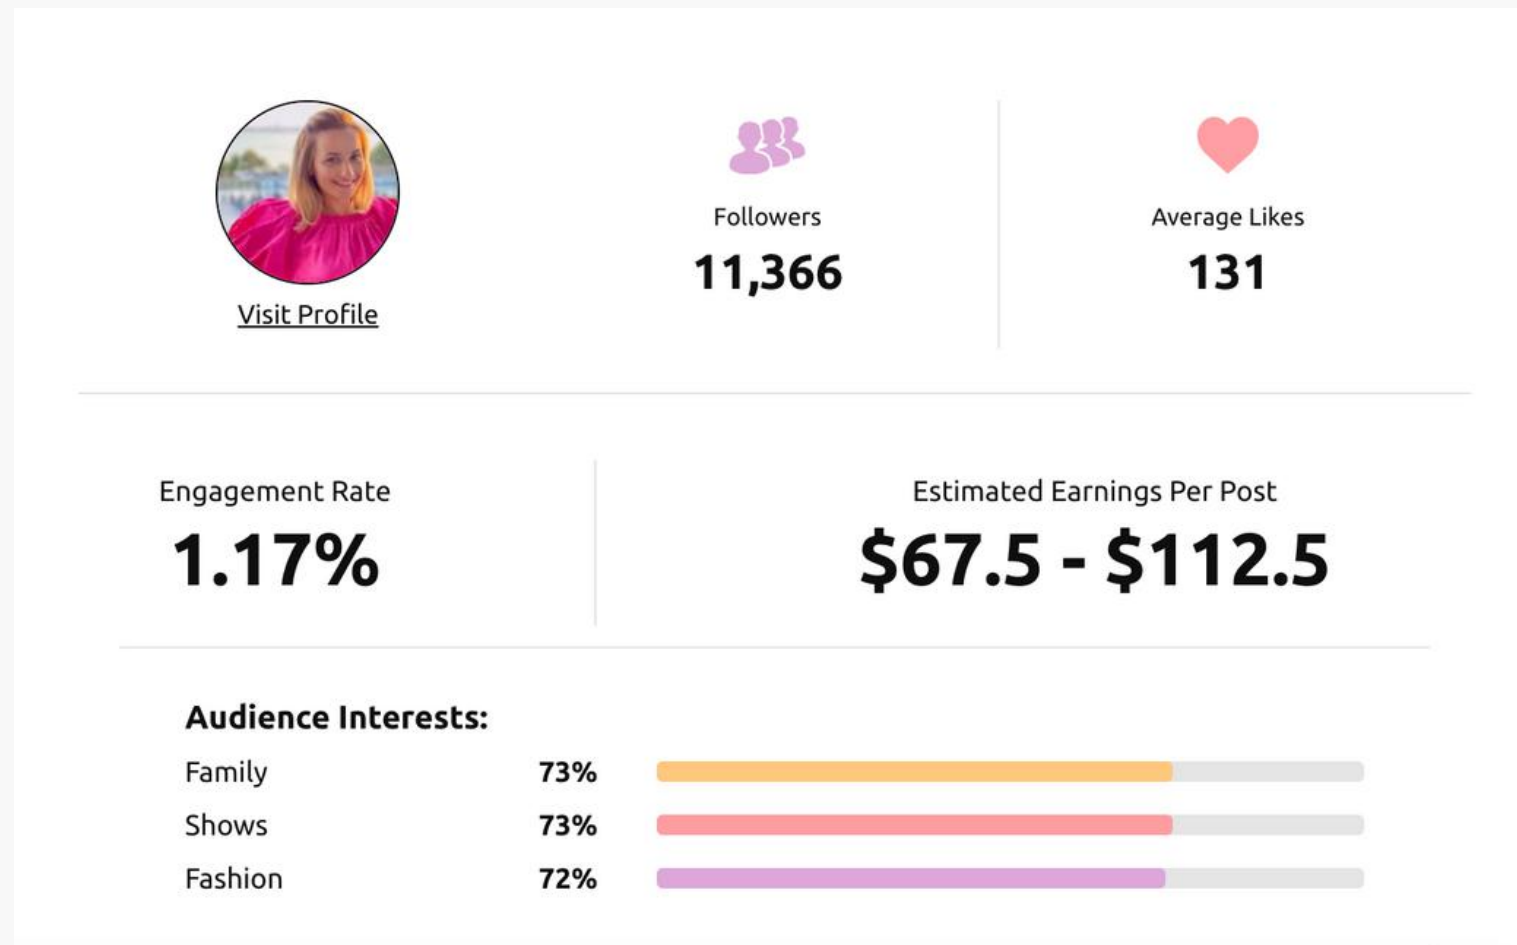 Visit Profile
Followers
11,366
Average Likes
131
Engagement Rate
1.17%
Estimated Earnings Per Post
$67.5 - $112.5
Audience Interests:
Family 73%
Shows 73%
Fashion 72%